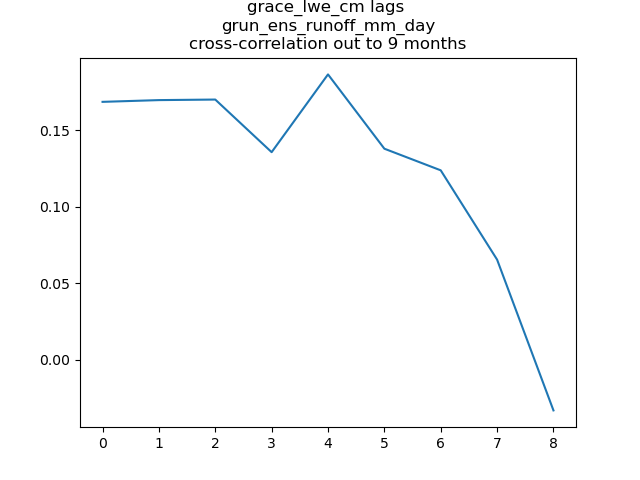 grace_lwe_cm lags
grun_ens_runoff_mm_day
cross-correlation out to 9 months
0.15
0.10
0.05
0.00
0 1 2 3 4 5 6 7 8